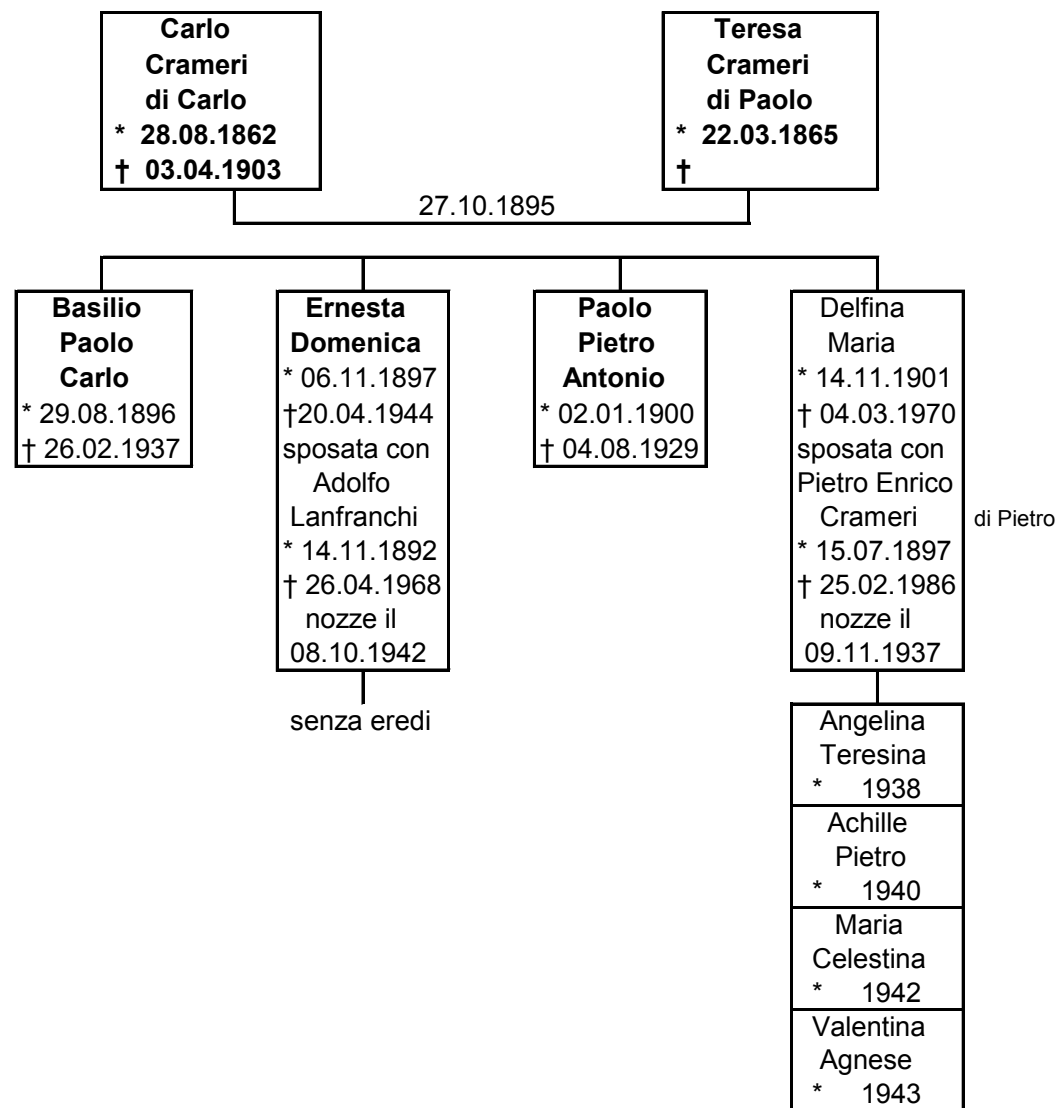 Carlo
Crameri
di Carlo
* 28.08.1862
† 03.04.1903
Teresa
Crameri
di Paolo
* 22.03.1865
†
27.10.1895
Basilio
Paolo
Carlo
* 29.08.1896
† 26.02.1937
Ernesta
Domenica
* 06.11.1897
†20.04.1944
sposata con
Adolfo
Lanfranchi
* 14.11.1892
† 26.04.1968
nozze il
08.10.1942
senza eredi
Paolo
Pietro
Antonio
* 02.01.1900
† 04.08.1929
Delfina
Maria
* 14.11.1901
† 04.03.1970
sposata con
Pietro Enrico
Crameri
di Pietro
* 15.07.1897
† 25.02.1986
nozze il
09.11.1937
Angelina
Teresina
* 1938
Achille
Pietro
* 1940
Maria
Celestina
* 1942
Valentina
Agnese
* 1943